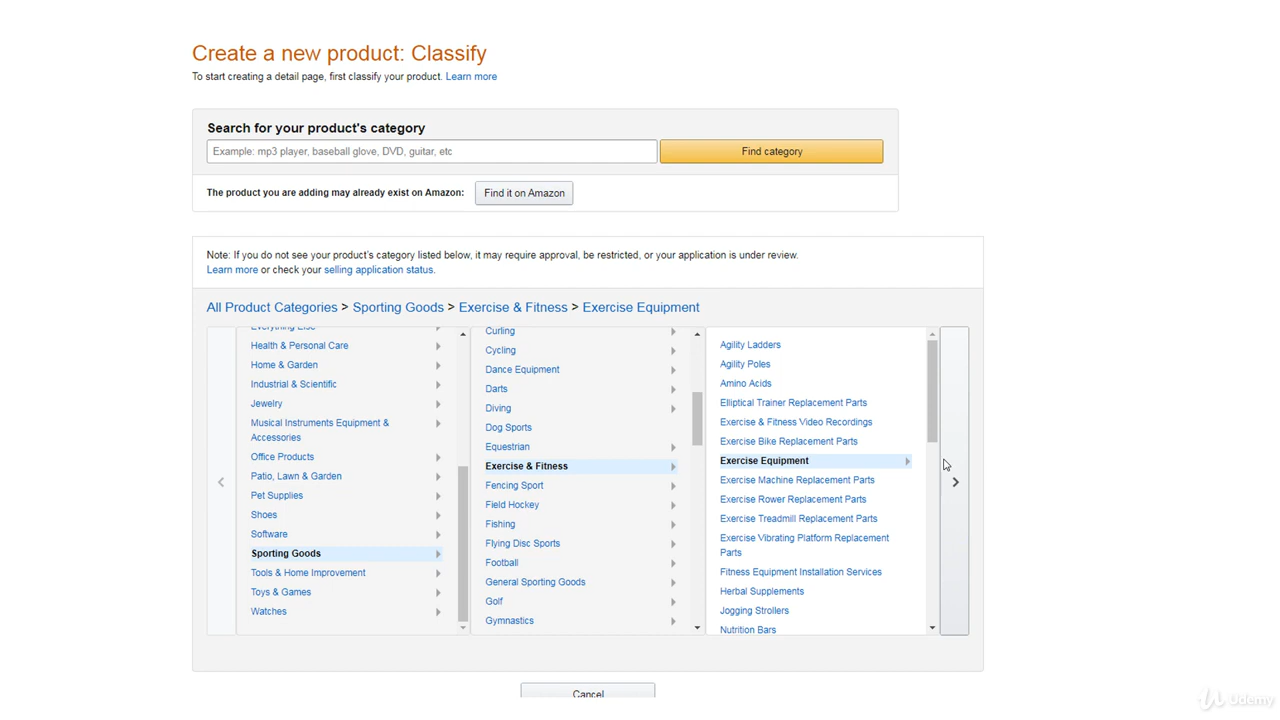 Create a new product: Classify
To start creating a detail page, first classify your product. Learn more
Search for your product's category
Example: mp3 player, baseball glove, DVD, guitar, etc
Find category
The product you are adding may already exist on Amazon:
Find it on Amazon
Note: If you do not see your product's category listed below, it may require approval, be restricted, or your application is under review.
Learn more or check your selling application status.
All Product Categories > Sporting Goods > Exercise & Fitness > Exercise Equipment
Everything Else
Health & Personal Care
Home & Garden
Industrial & Scientific
Jewelry
Musical Instruments Equipment &
Accessories
Office Products
Patio, Lawn & Garden
Pet Supplies
Shoes
Software
Sporting Goods
Tools & Home Improvement
Toys & Games
Watches
Curling
Cycling
Dance Equipment
Darts
Diving
Dog Sports
Equestrian
Exercise & Fitness
Fencing Sport
Field Hockey
Fishing
Flying Disc Sports
Football
General Sporting Goods
Golf
Gymnastics
Agility Ladders
Agility Poles
Amino Acids
Elliptical Trainer Replacement Parts
Exercise & Fitness Video Recordings
Exercise Bike Replacement Parts
Exercise Equipment
Exercise Machine Replacement Parts
Exercise Rower Replacement Parts
Exercise Treadmill Replacement Parts
Exercise Vibrating Platform Replacement
Parts
Fitness Equipment Installation Services
Herbal Supplements
Jogging Strollers
Nutrition Bars
Cancel
Udemy